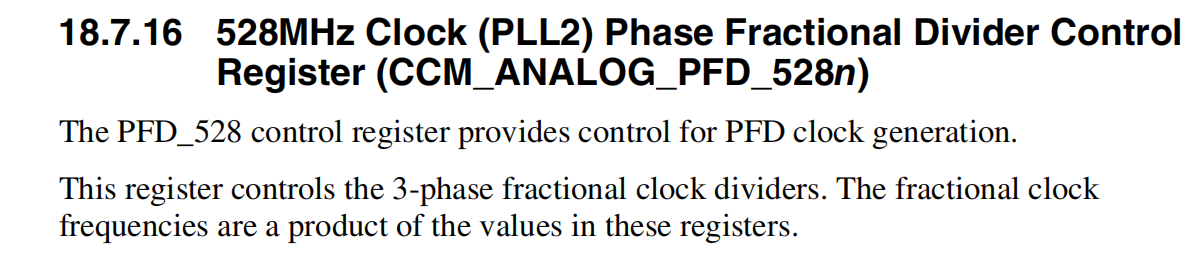 18.7.16 528MHz Clock (PLL2) Phase Fractional Divider Control
Register (CCM_ANALOG_PFD_528n)
The PFD_528 control register provides control for PFD clock generation.
This register controls the 3-phase fractional clock dividers. The fractional clock
frequencies are a product of the values in these registers.